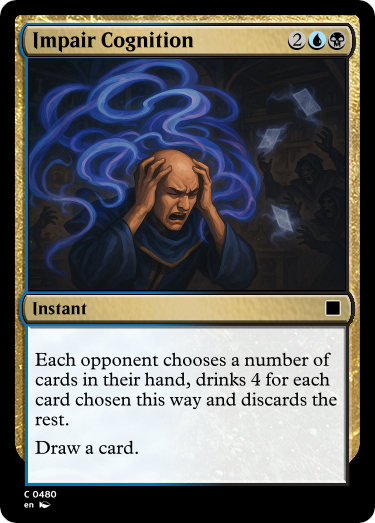 Impair Cognition 2
Instant
Each opponent chooses a number of
cards in their hand, drinks 4 for each
card chosen this way and discards the
rest.
Draw a card.
C 0480
en